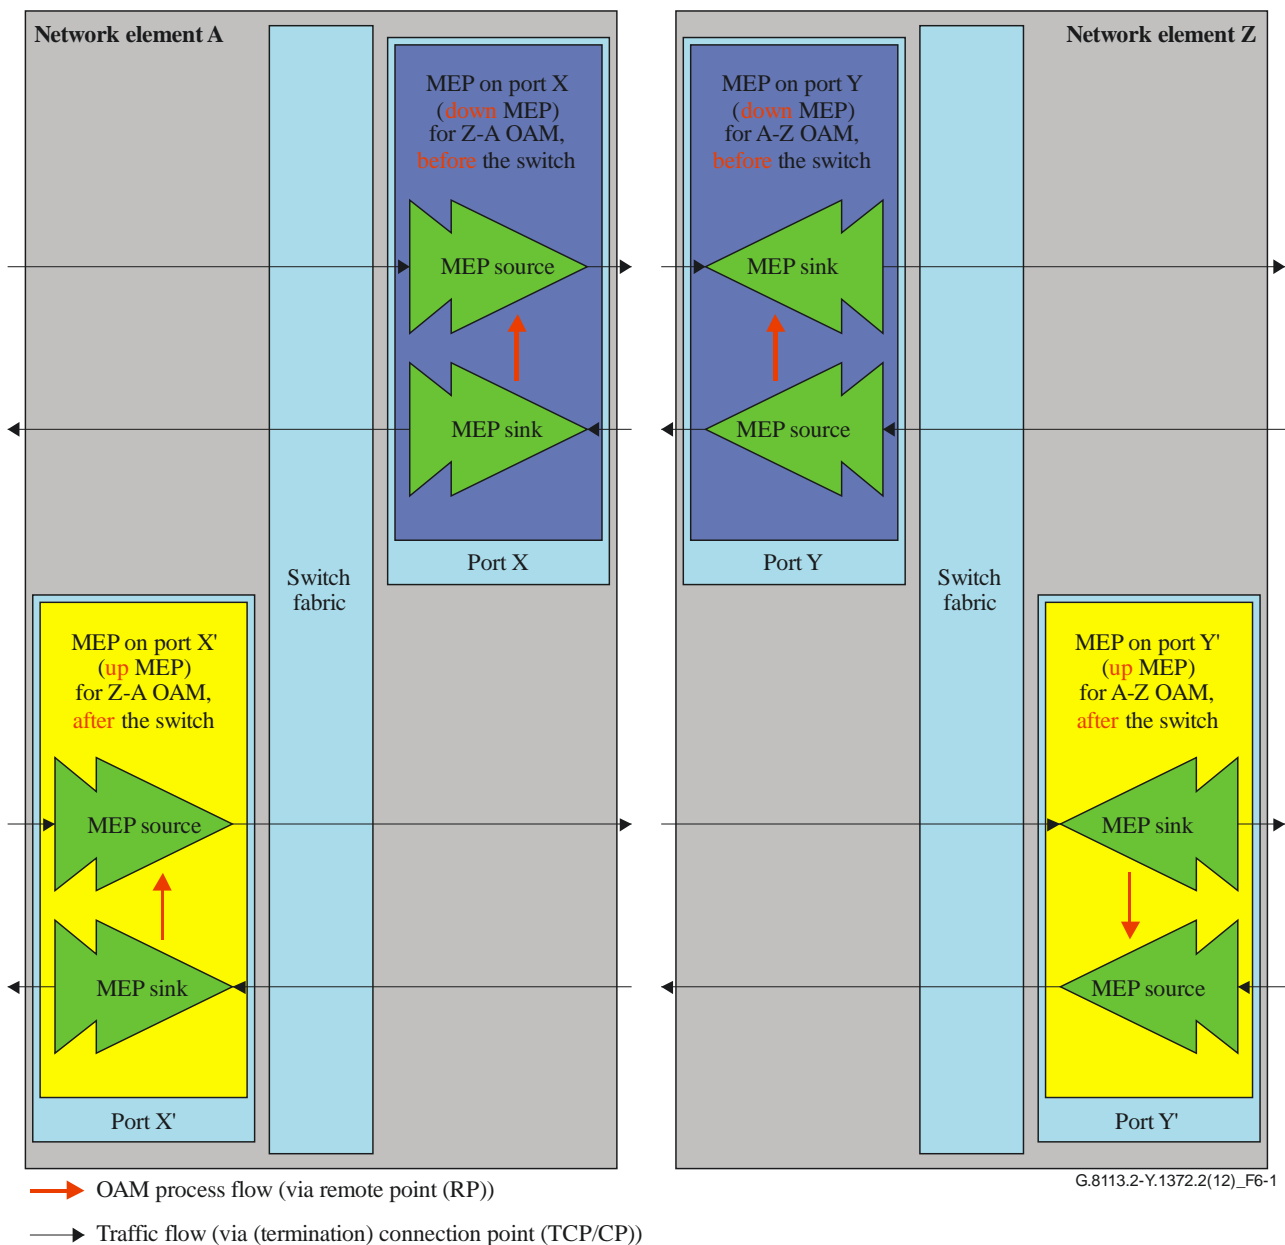 Network element A
Network element Z
MEP on port X
(down MEP)
for Z-A OAM,
before the switch
MEP source
MEP sink
Port X
MEP on port Y
(down MEP)
for A-Z OAM,
before the switch
MEP sink
MEP source
Port Y
Switch
fabric
Switch
fabric
MEP on port X'
(up MEP)
for Z-A OAM,
after the switch
MEP source
MEP sink
Port X'
MEP on port Y'
(up MEP)
for A-Z OAM,
after the switch
MEP sink
MEP source
Port Y'
G.8113.2-Y.1372.2(12)_F6-1
OAM process flow (via remote point (RP))
Traffic flow (via (termination) connection point (TCP/CP))